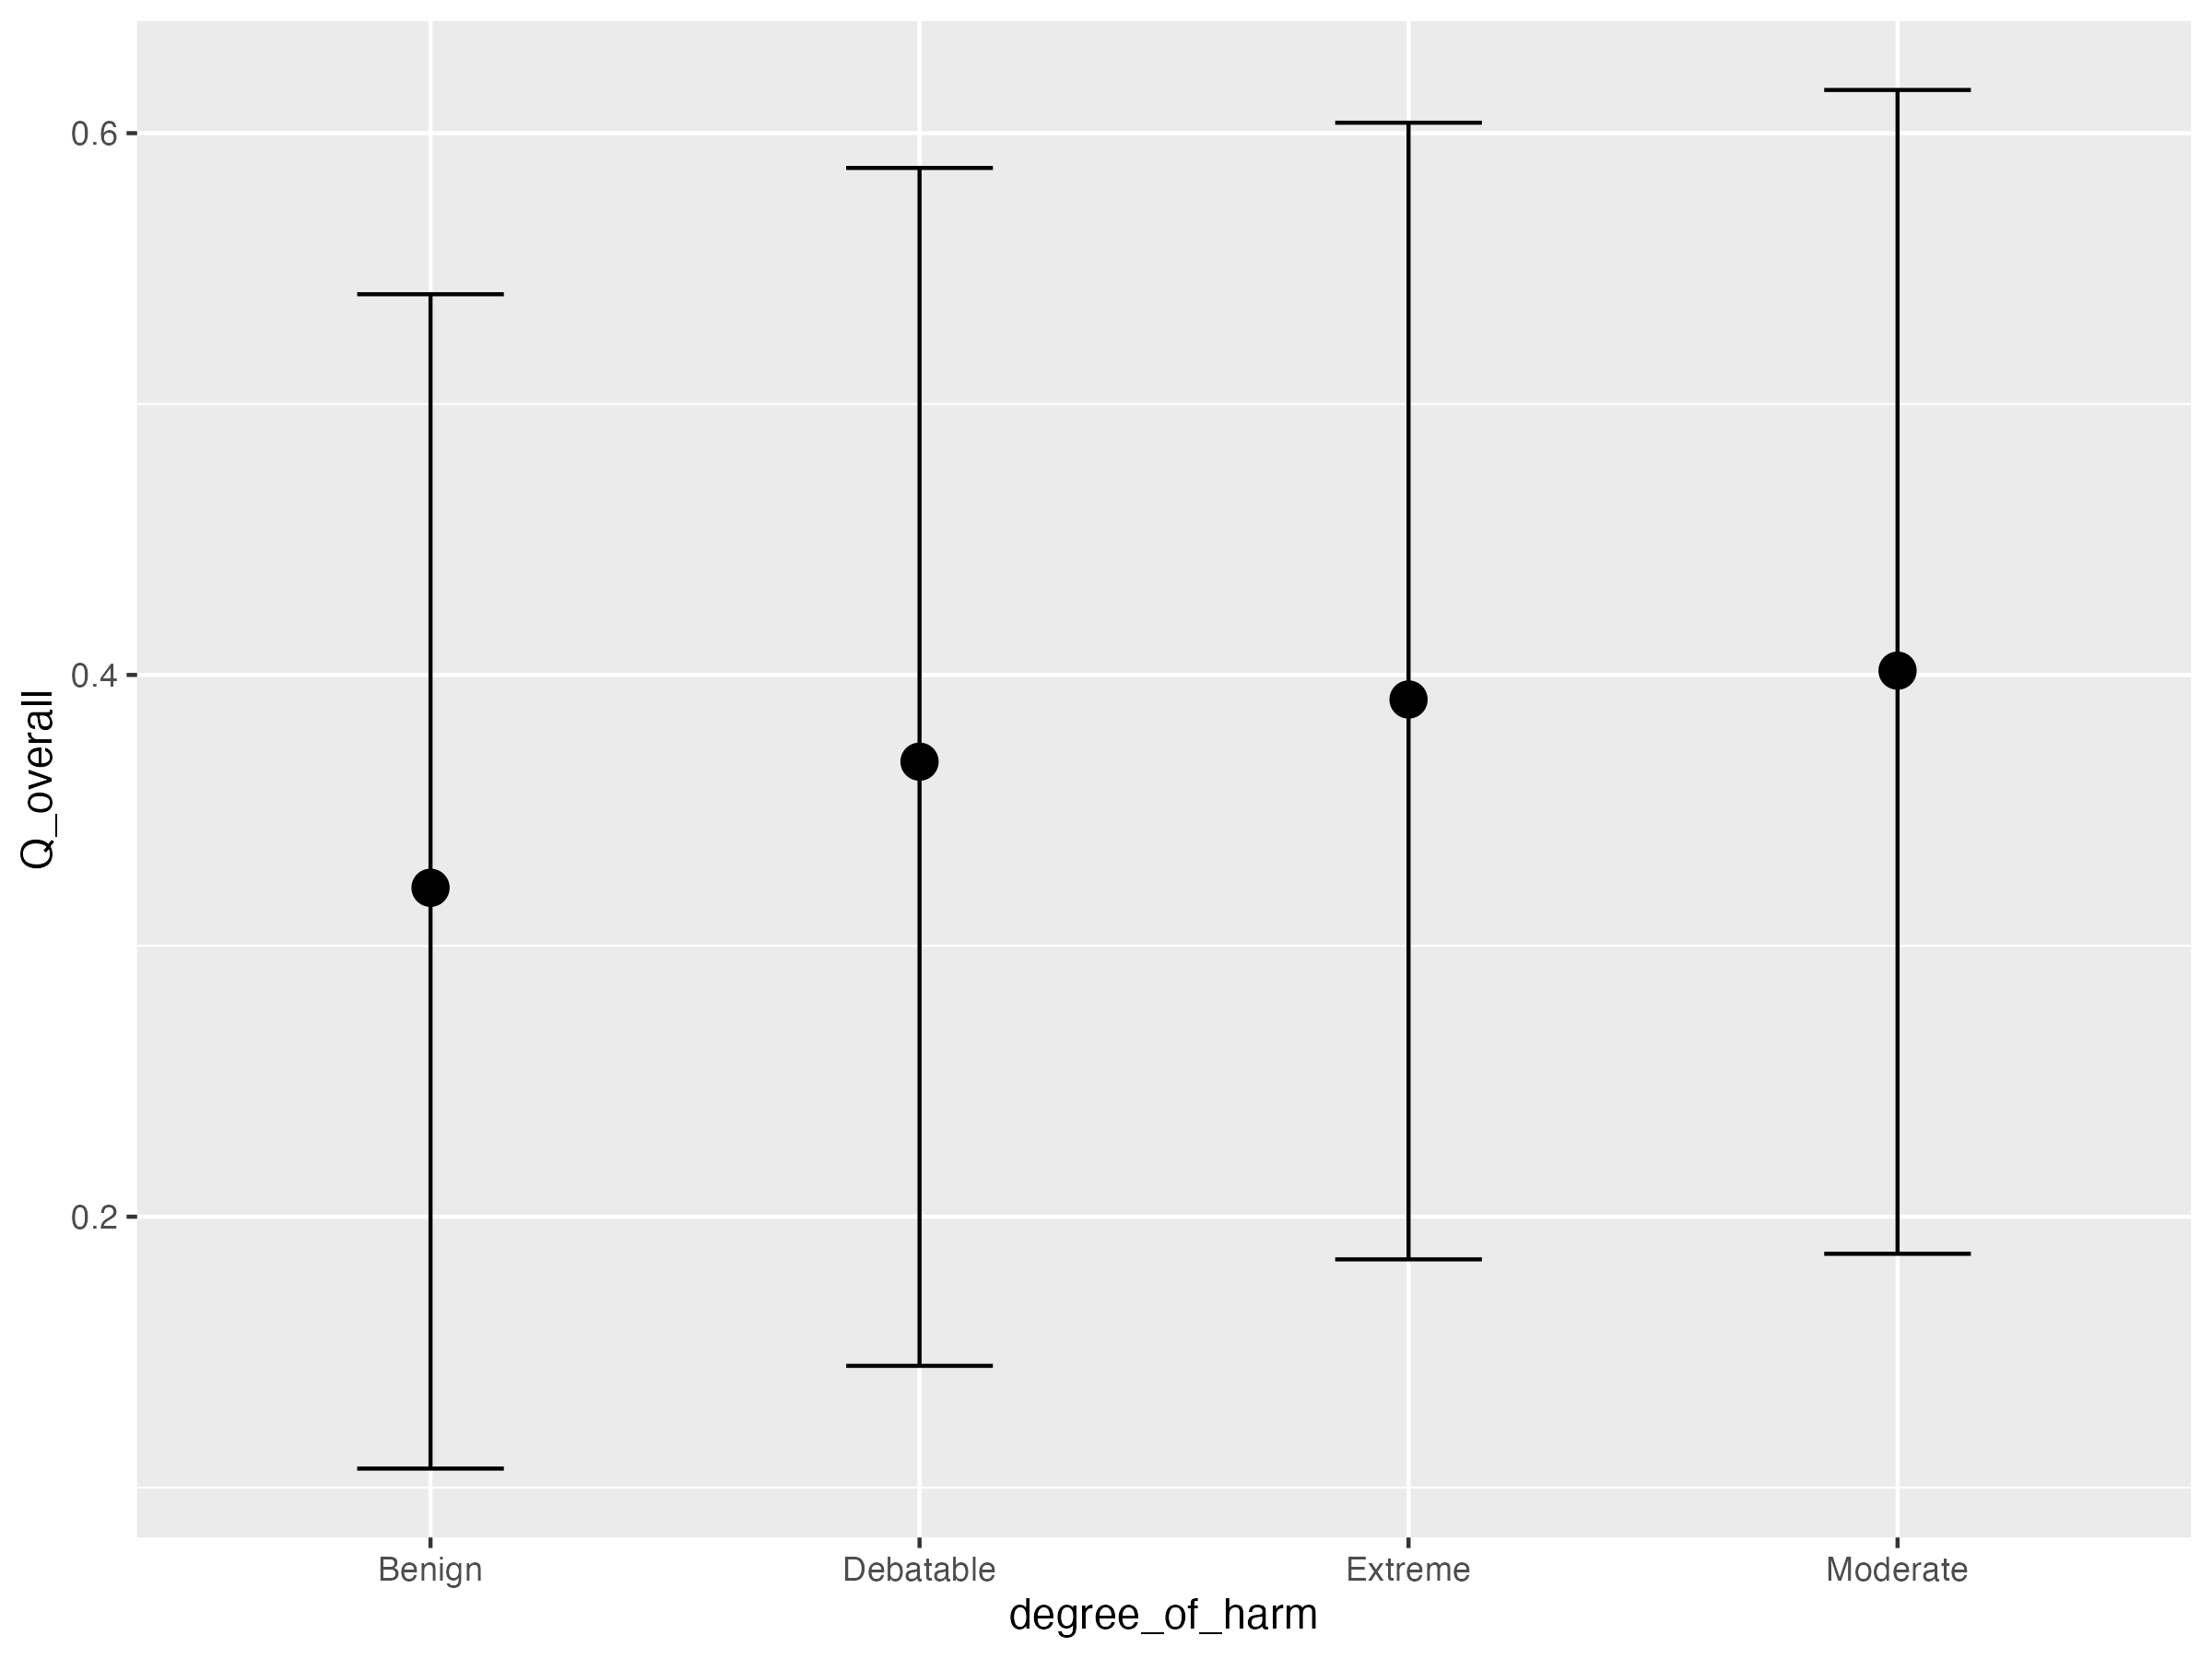 Q_overall
0.6
0.4
0.2
Benign Debatable Extreme Moderate
degree_of_harm